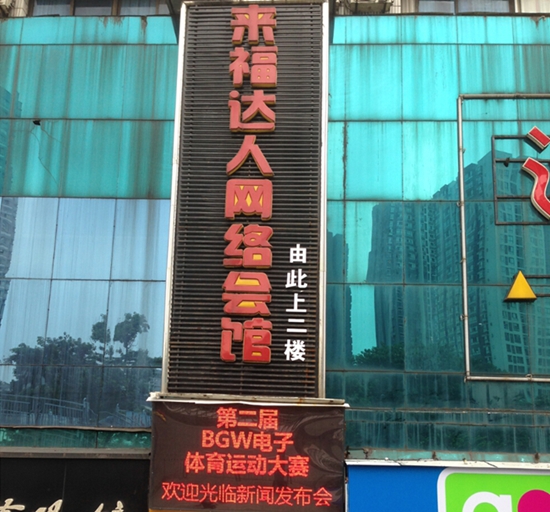 来福达人网络会馆
由此上二楼
第二届
BGW电子
体育运动大赛
欢迎光临新闻发布会